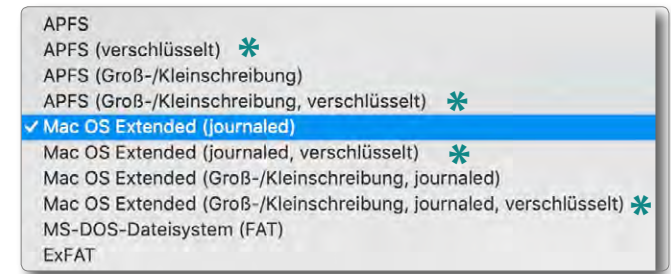 APFS
APFS (verschlüsselt) *
APFS (Groß-/Kleinschreibung)
APFS (Groß-/Kleinschreibung, verschlüsselt) *
✓ Mac OS Extended (journaled)
Mac OS Extended (journaled, verschlüsselt) *
Mac OS Extended (Groß-/Kleinschreibung, journaled)
Mac OS Extended (Groß-/Kleinschreibung, journaled, verschlüsselt) *
MS-DOS-Dateisystem (FAT)
ExFAT